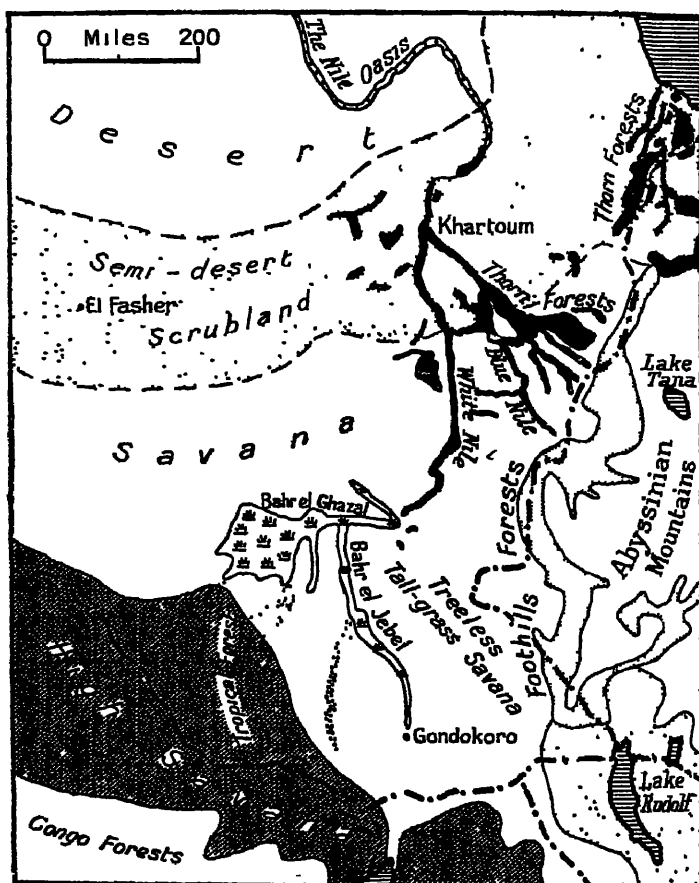 0 Miles 200
The Nile Oasis
Desert
Thorn Forests
Khartoum
Semi-desert
Scrubland
El Fasher
Thorn Forests
Blue Nile
White Nile
Lake
Tana
Savana
Bahr el Ghazal
Bahr el Jebel
Abyssinian
Mountains
Treeless
Tall-grass Savana
Foothills Forests
(Tropical Forest)
Gondokoro
Lake
Rudolf
Congo Forests